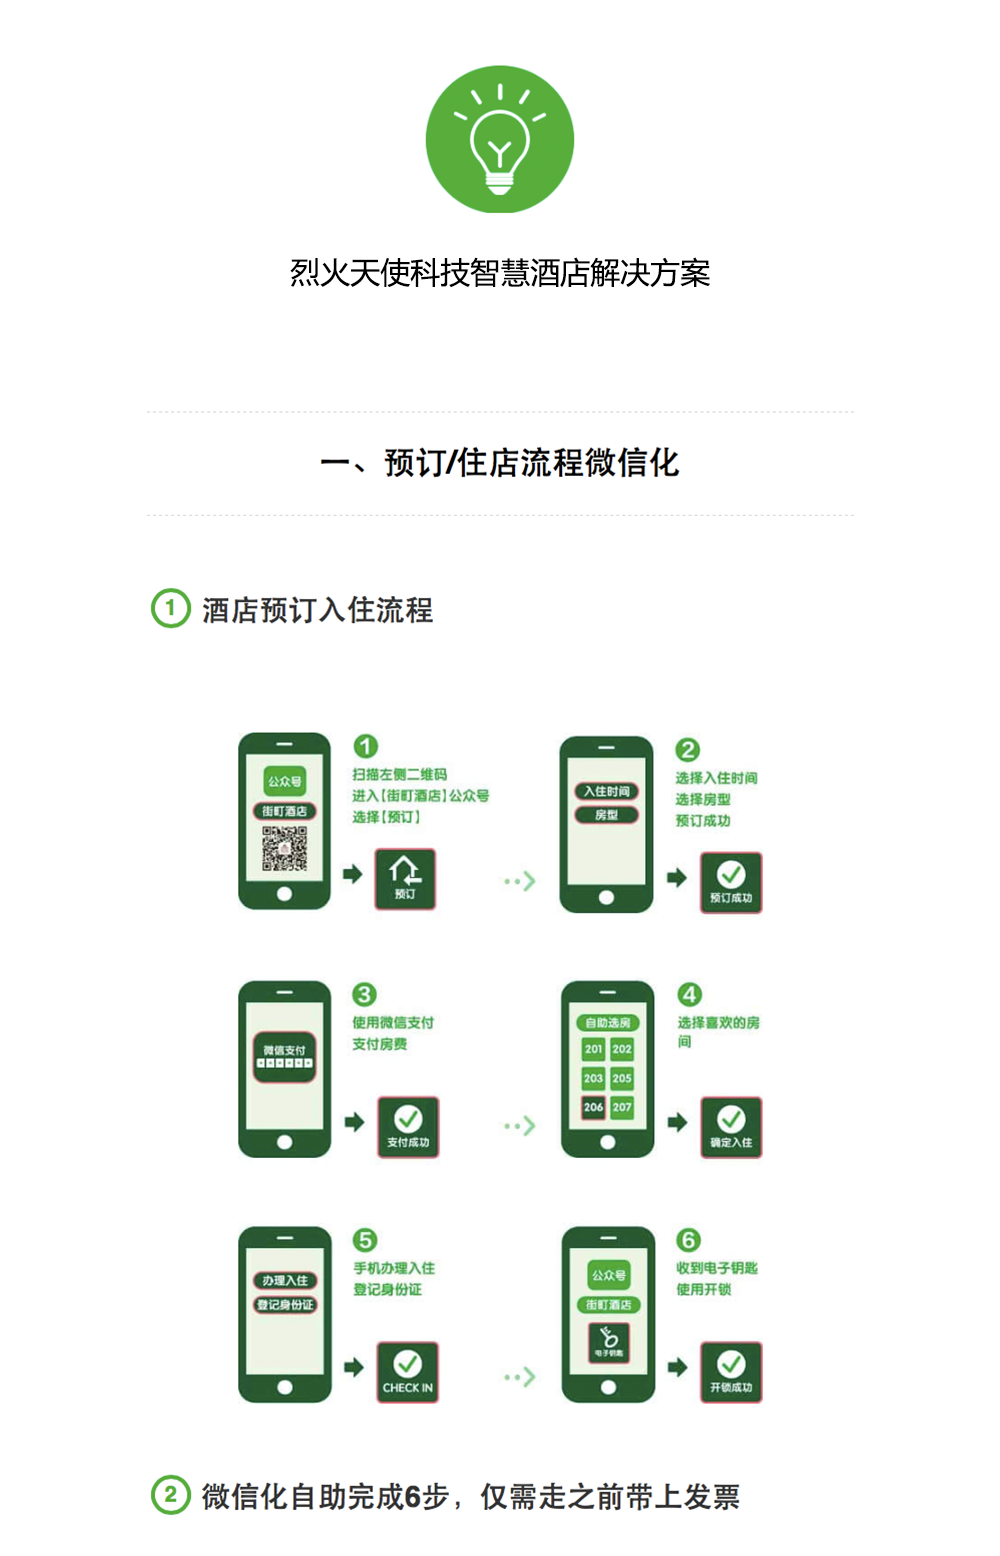 烈火天使科技智慧酒店解决方案
一、预订/住店流程微信化
1 酒店预订入住流程
公众号
街町酒店
1
扫描左侧二维码
进入【街町酒店】公众号
选择【预订】
预订
入住时间
房型
2
选择入住时间
选择房型
预订成功
预订成功
微信支付
3
使用微信支付
支付房费
支付成功
自助选房
201 202
203 205
206 207
4
选择喜欢的房
间
确定入住
办理入住
登记身份证
5
手机办理入住
登记身份证
CHECK IN
公众号
街町酒店
电子钥匙
6
收到电子钥匙
使用开锁
开锁成功
2 微信化自助完成6步，仅需走之前带上发票